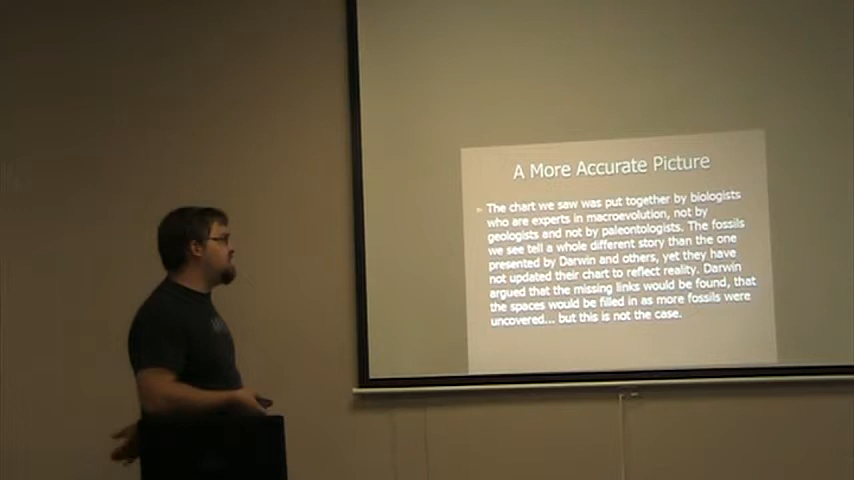 A More Accurate Picture
The chart we saw was put together by biologists
who are experts in macroevolution, not by
geologists and not by paleontologists. The fossils
we see tell a whole different story than the one
presented by Darwin and others, yet they have
not updated their chart to reflect reality. Darwin
argued that the missing links would be found, that
the spaces would be filled in as more fossils were
uncovered... but this is not the case.